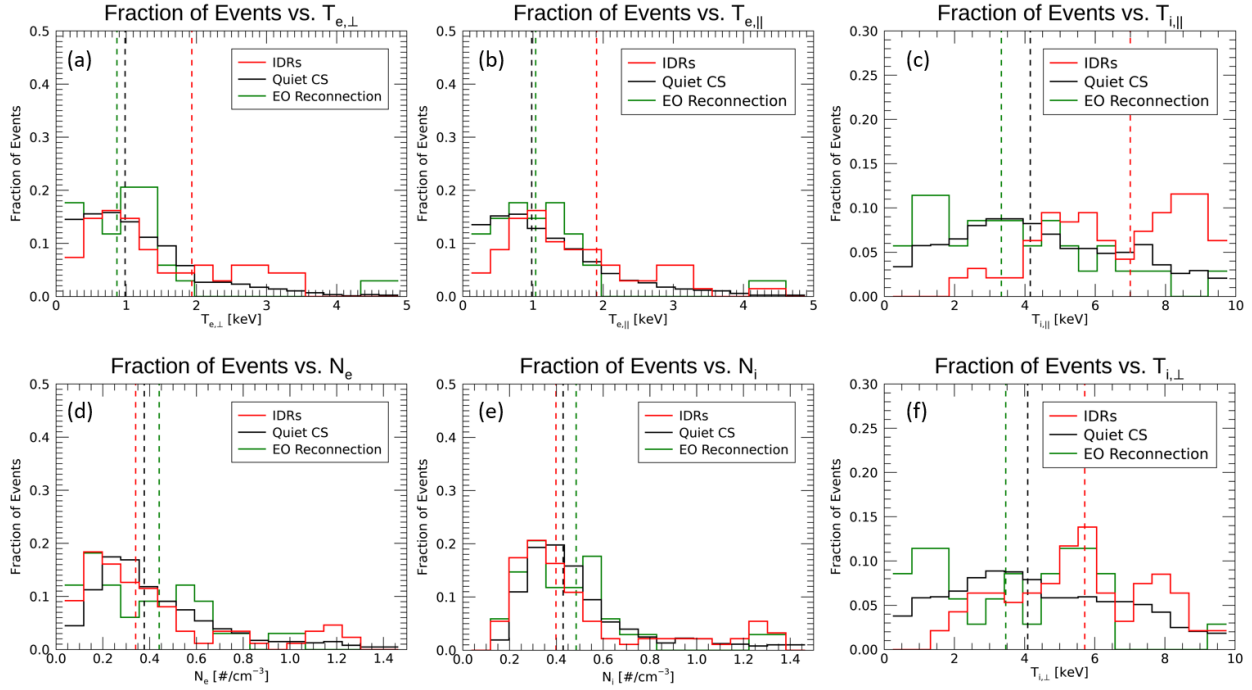 Fraction of Events vs. T_e,⊥
(a)
IDRs
Quiet CS
EO Reconnection
Fraction of Events
0.5
0.4
0.3
0.2
0.1
0.0
0 1 2 3 4 5
T_e,⊥ [keV]
Fraction of Events vs. T_e,||
(b)
IDRs
Quiet CS
EO Reconnection
Fraction of Events
0.5
0.4
0.3
0.2
0.1
0.0
0 1 2 3 4 5
T_e,|| [keV]
Fraction of Events vs. T_i,||
(c)
IDRs
Quiet CS
EO Reconnection
Fraction of Events
0.30
0.25
0.20
0.15
0.10
0.05
0.00
0 2 4 6 8 10
T_i,|| [keV]
Fraction of Events vs. N_e
(d)
IDRs
Quiet CS
EO Reconnection
Fraction of Events
0.5
0.4
0.3
0.2
0.1
0.0
0.0 0.2 0.4 0.6 0.8 1.0 1.2 1.4
N_e [#/cm⁻³]
Fraction of Events vs. N_i
(e)
IDRs
Quiet CS
EO Reconnection
Fraction of Events
0.5
0.4
0.3
0.2
0.1
0.0
0.0 0.2 0.4 0.6 0.8 1.0 1.2 1.4
N_i [#/cm⁻³]
Fraction of Events vs. T_i,⊥
(f)
IDRs
Quiet CS
EO Reconnection
Fraction of Events
0.30
0.25
0.20
0.15
0.10
0.05
0.00
0 2 4 6 8 10
T_i,⊥ [keV]